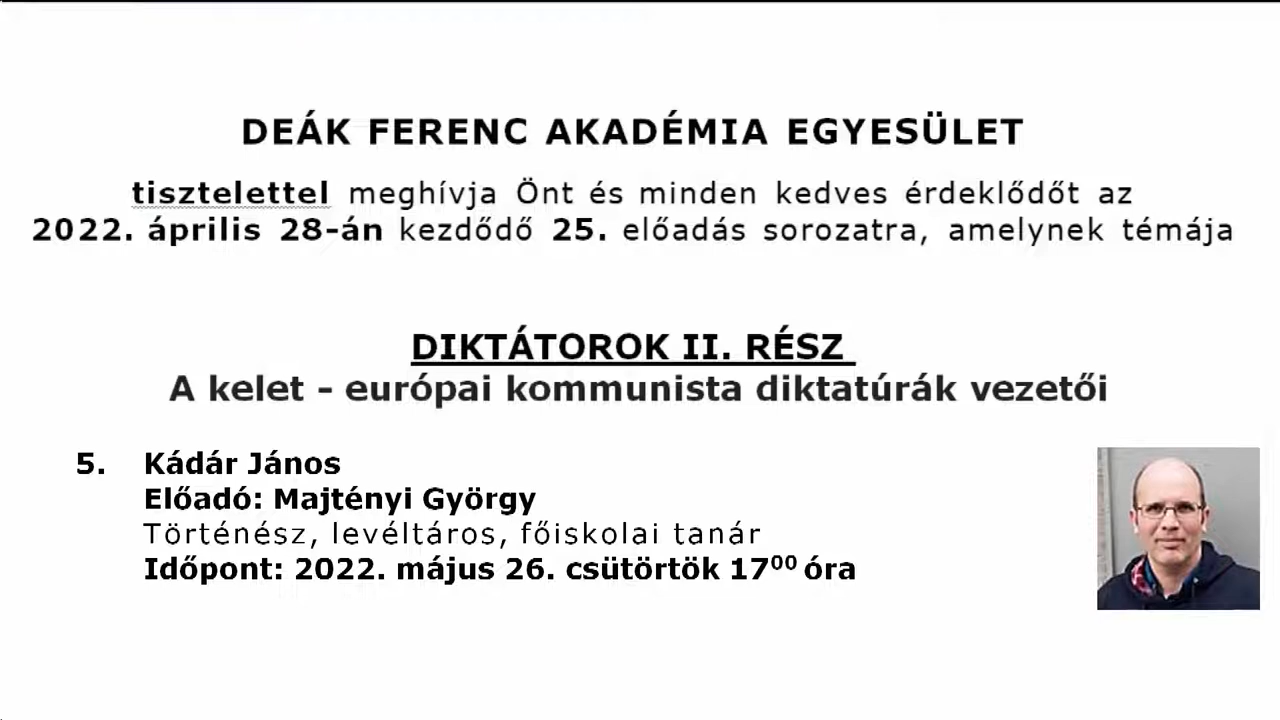 DEÁK FERENC AKADÉMIA EGYESÜLET
tisztelettel meghívja Önt és minden kedves érdeklődőt az
2022. április 28-án kezdődő 25. előadás sorozatra, amelynek témája
DIKTÁTOROK II. RÉSZ
A kelet - európai kommunista diktatúrák vezetői
5. Kádár János
Előadó: Majtényi György
Történész, levéltáros, főiskolai tanár
Időpont: 2022. május 26. csütörtök 17⁰⁰ óra